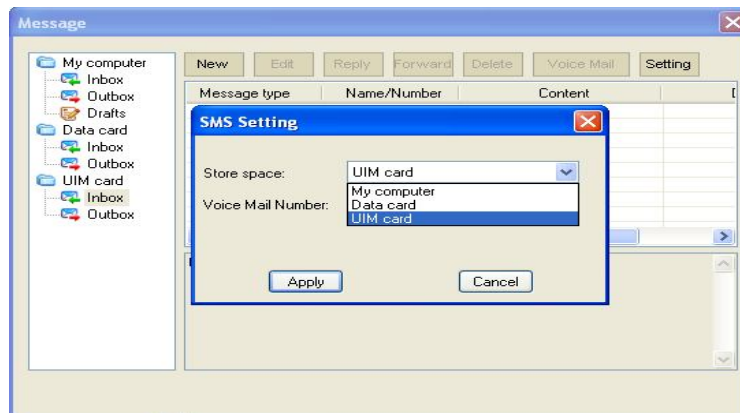 Message
My computer
Inbox
Outbox
Drafts
Data card
Inbox
Outbox
UIM card
Inbox
Outbox
New Edit Reply Forward Delete Voice Mail Setting
Message type Name/Number Content
SMS Setting
Store space: UIM card
My computer
Data card
UIM card
Voice Mail Number:
Apply Cancel